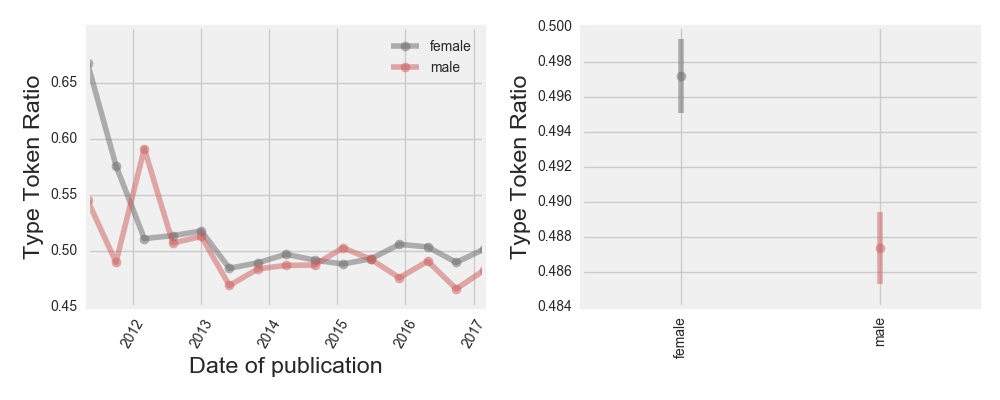 Type Token Ratio
0.65
0.60
0.55
0.50
0.45
female
male
2012
2013
2014
2015
2016
2017
Date of publication
Type Token Ratio
0.500
0.498
0.496
0.494
0.492
0.490
0.488
0.486
0.484
female
male